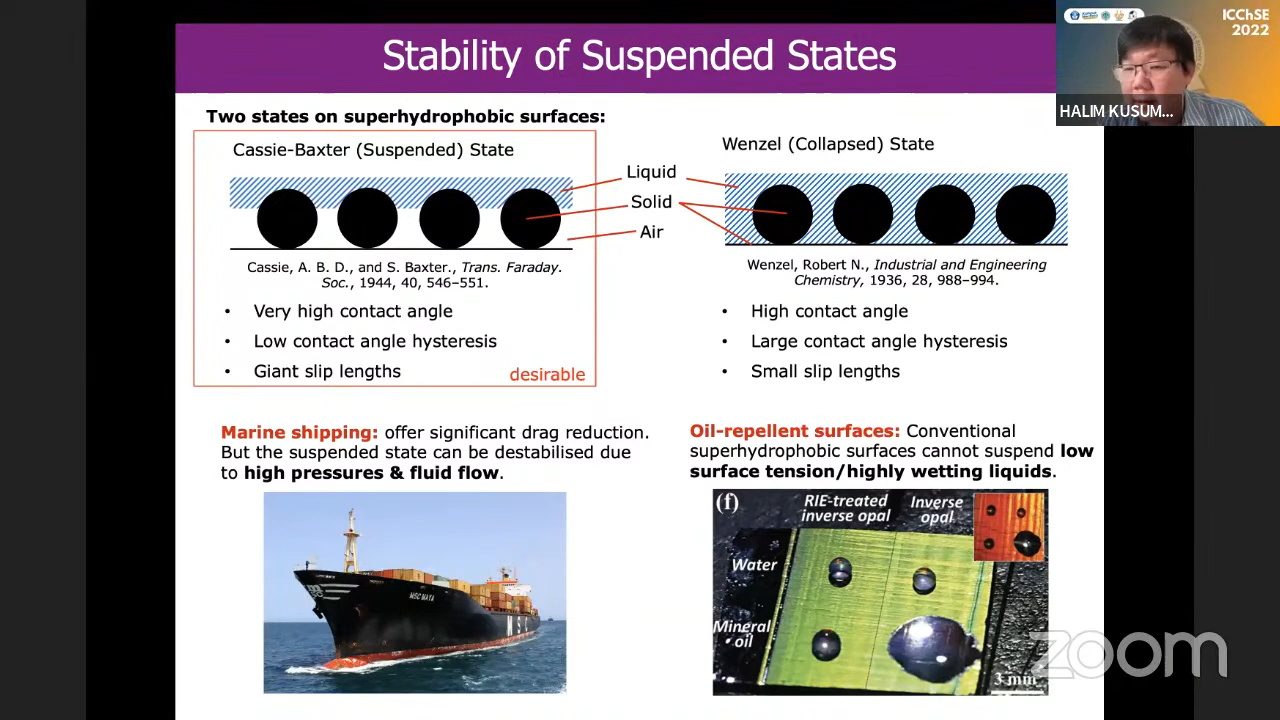 Stability of Suspended States
ICChSE
2022
HALIM KUSUM...
Two states on superhydrophobic surfaces:
Cassie-Baxter (Suspended) State
Liquid
Solid
Air
Cassie, A. B. D., and S. Baxter., Trans. Faraday.
Soc., 1944, 40, 546–551.
• Very high contact angle
• Low contact angle hysteresis
• Giant slip lengths
desirable
Wenzel (Collapsed) State
Wenzel, Robert N., Industrial and Engineering
Chemistry, 1936, 28, 988–994.
• High contact angle
• Large contact angle hysteresis
• Small slip lengths
Marine shipping: offer significant drag reduction.
But the suspended state can be destabilised due
to high pressures & fluid flow.
Oil-repellent surfaces: Conventional
superhydrophobic surfaces cannot suspend low
surface tension/highly wetting liquids.
(f)
RIE-treated
inverse opal
Inverse
opal
Water
Mineral
oil
3 mm
MSC MAYA
M S
zoom